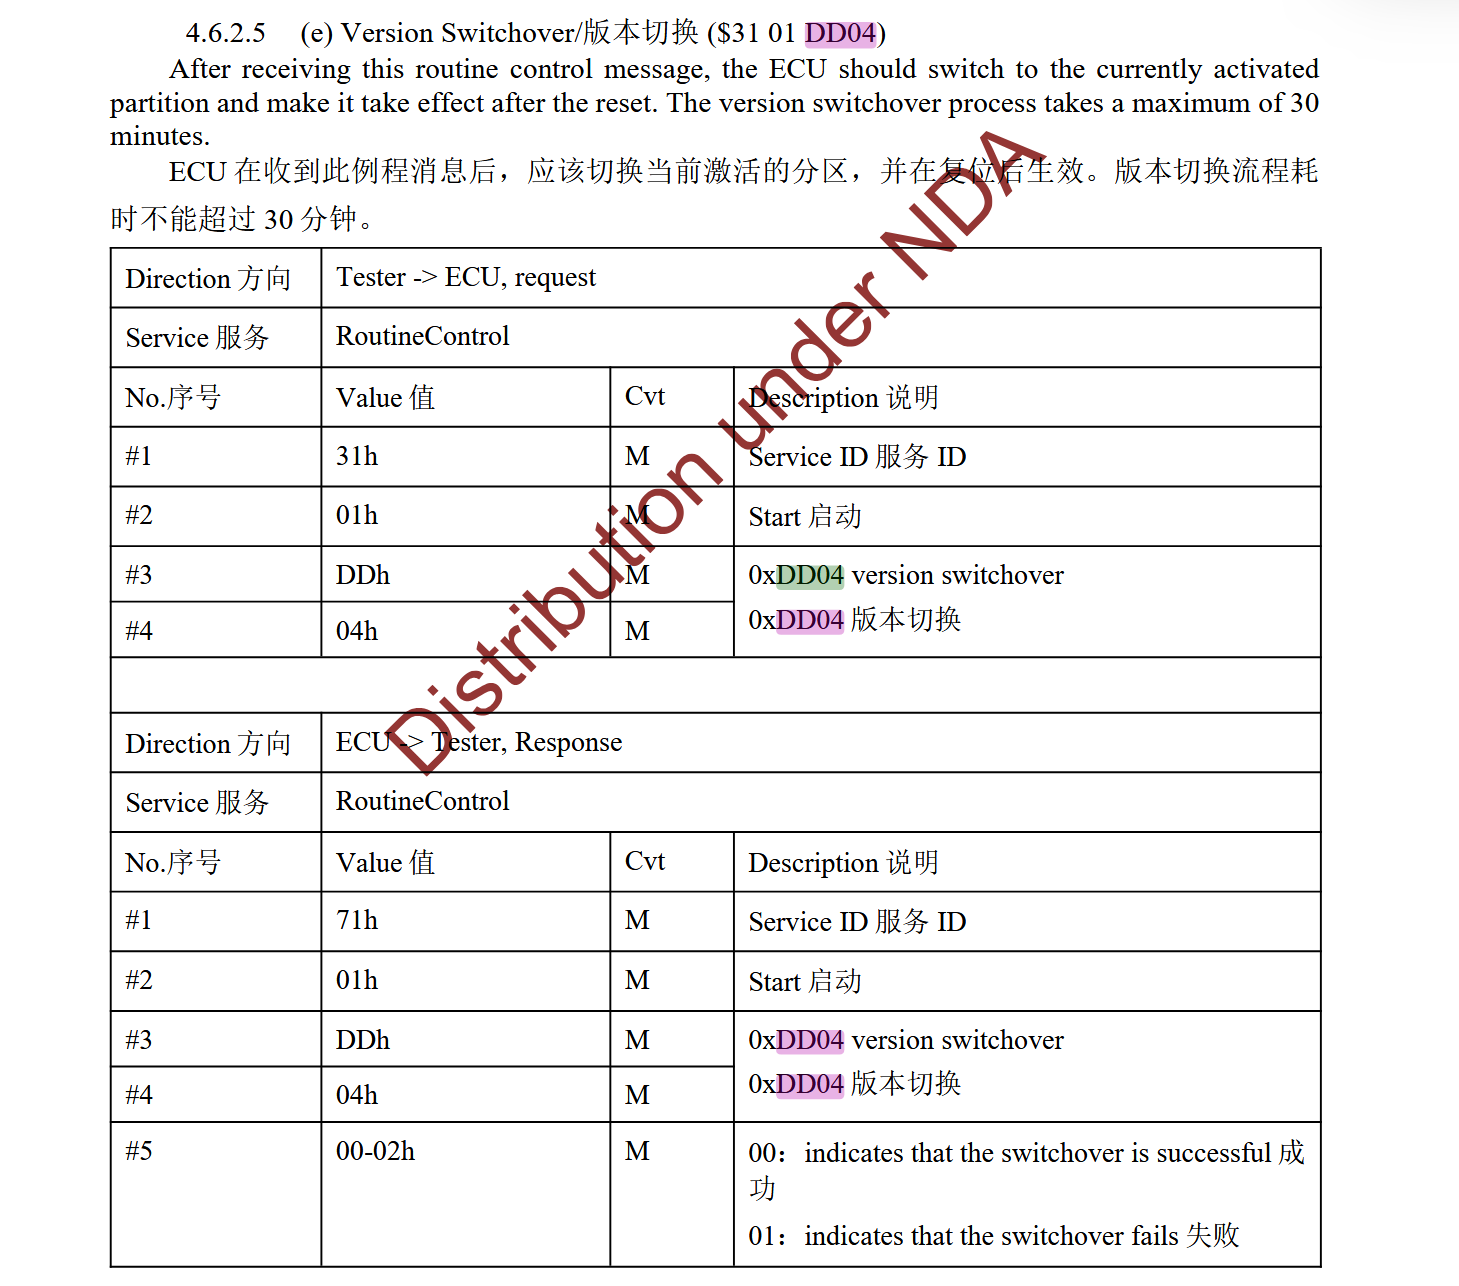 4.6.2.5 (e) Version Switchover/版本切换 ($31 01 DD04)
After receiving this routine control message, the ECU should switch to the currently activated
partition and make it take effect after the reset. The version switchover process takes a maximum of 30
minutes.
ECU 在收到此例程消息后，应该切换当前激活的分区，并在复位后生效。版本切换流程耗
时不能超过 30 分钟。
Direction 方向 Tester -> ECU, request
Service 服务 RoutineControl
No.序号 Value 值 Cvt Description 说明
#1 31h M Service ID 服务 ID
#2 01h M Start 启动
#3 DDh M 0xDD04 version switchover
#4 04h M 0xDD04 版本切换
Direction 方向 ECU -> Tester, Response
Service 服务 RoutineControl
No.序号 Value 值 Cvt Description 说明
#1 71h M Service ID 服务 ID
#2 01h M Start 启动
#3 DDh M 0xDD04 version switchover
#4 04h M 0xDD04 版本切换
#5 00-02h M 00：indicates that the switchover is successful 成
功
01：indicates that the switchover fails 失败
Distribution under NDA